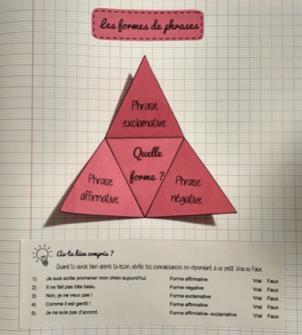 Les formes de phrases
Phrase
exclamative
Quelle
forme ?
Phrase
affirmative
Phrase
négative
As-tu bien compris ?
Quand tu auras bien appris ta leçon, vérifie tes connaissances en répondant à ce petit Vrai ou Faux.
1) Je suis sortie promener mon chien aujourd'hui. Forme affirmative Vrai Faux
2) Il ne fait pas très beau. Forme négative Vrai Faux
3) Non, je ne veux pas ! Forme exclamative Vrai Faux
4) Comme il est gentil ! Forme affirmative Vrai Faux
5) Je ne suis pas d'accord. Forme affirmative- exclamative Vrai Faux